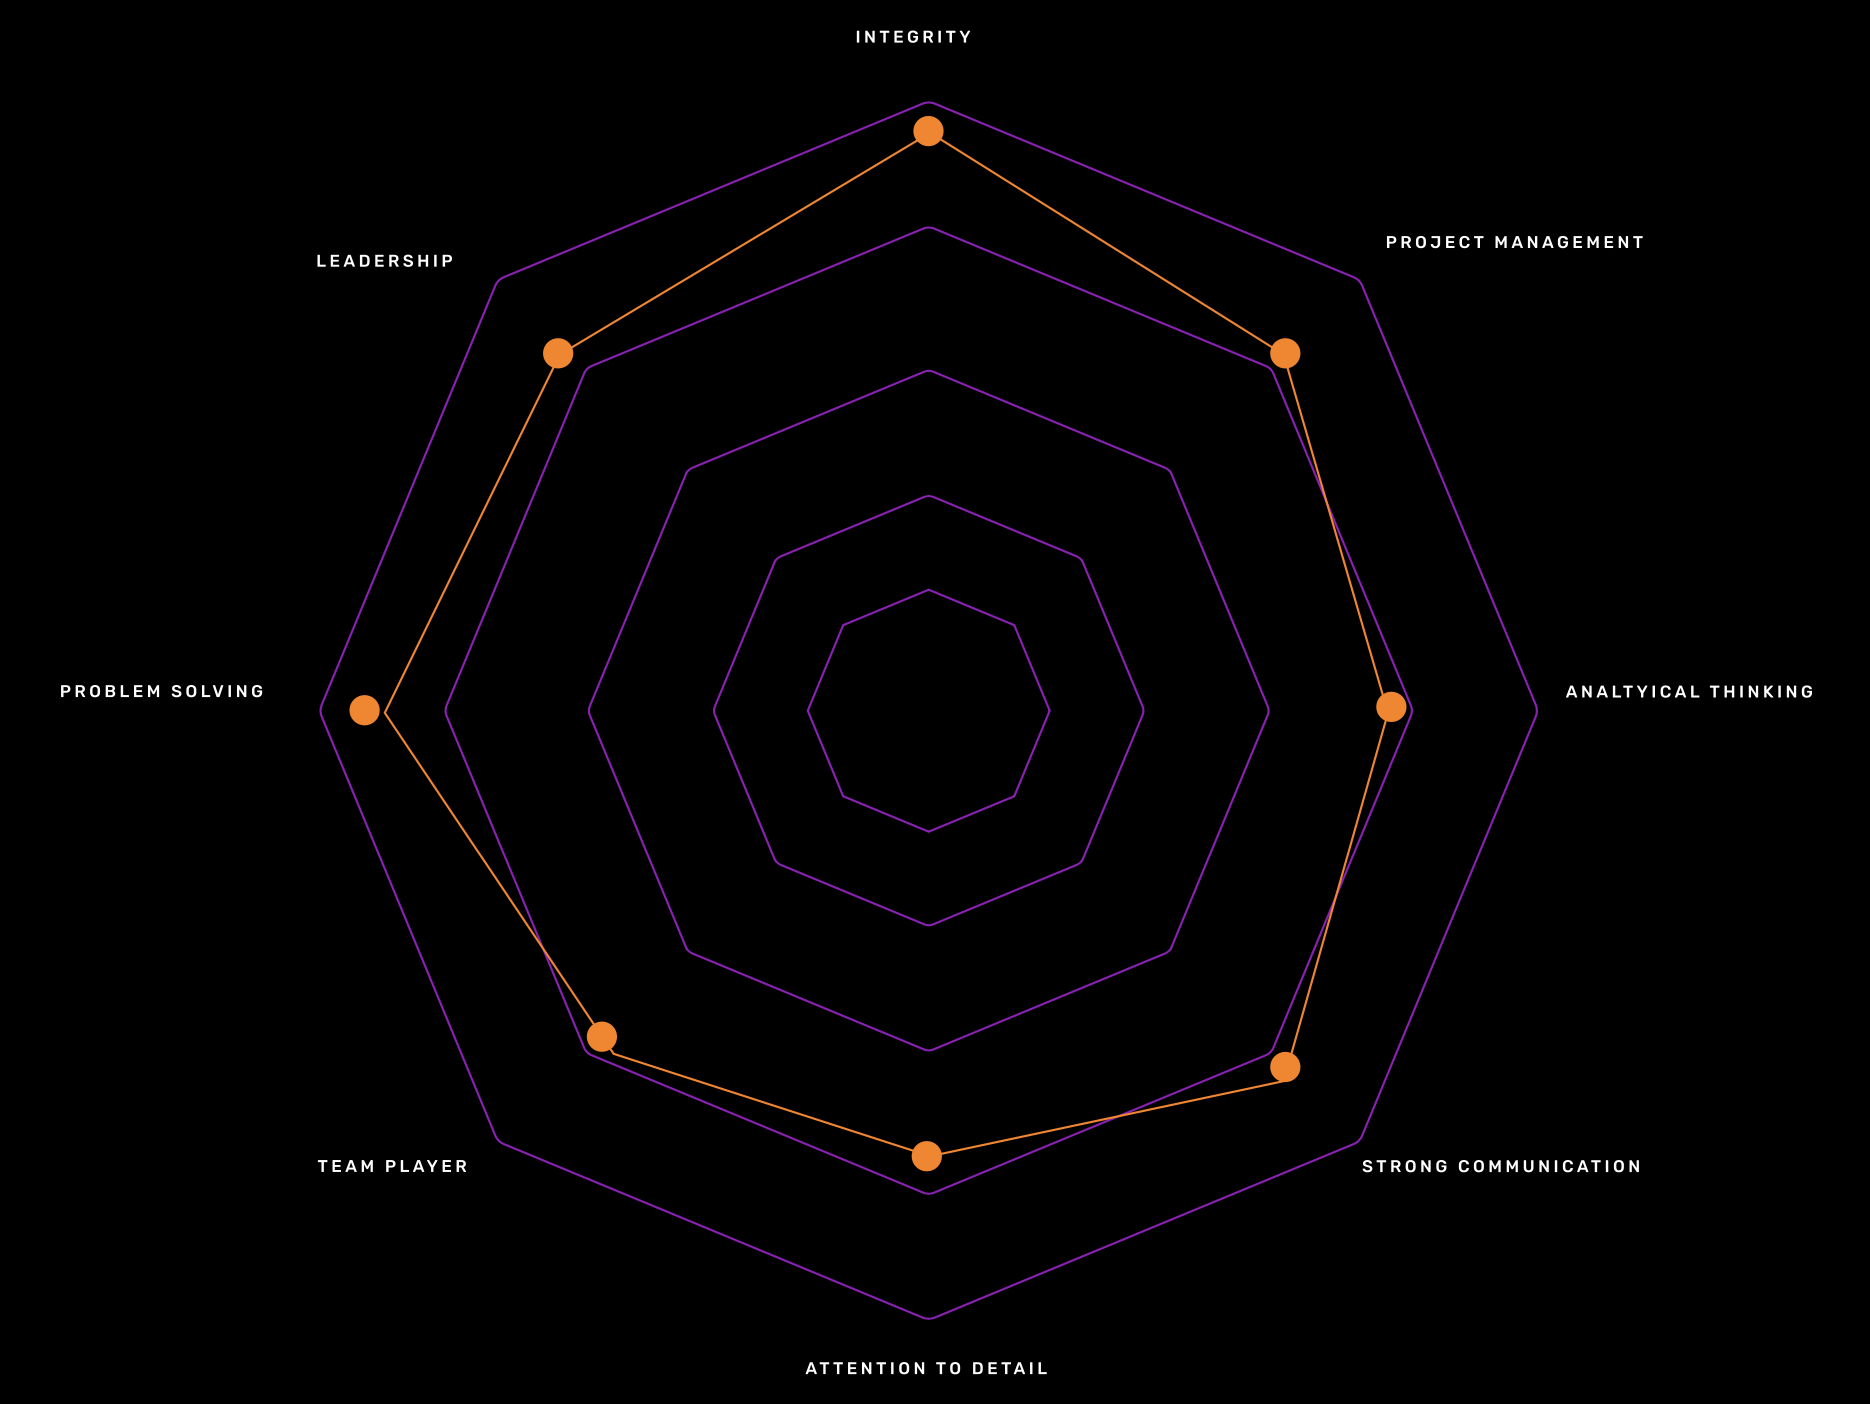 INTEGRITY
PROJECT MANAGEMENT
LEADERSHIP
PROBLEM SOLVING
ANALTYICAL THINKING
TEAM PLAYER
STRONG COMMUNICATION
ATTENTION TO DETAIL